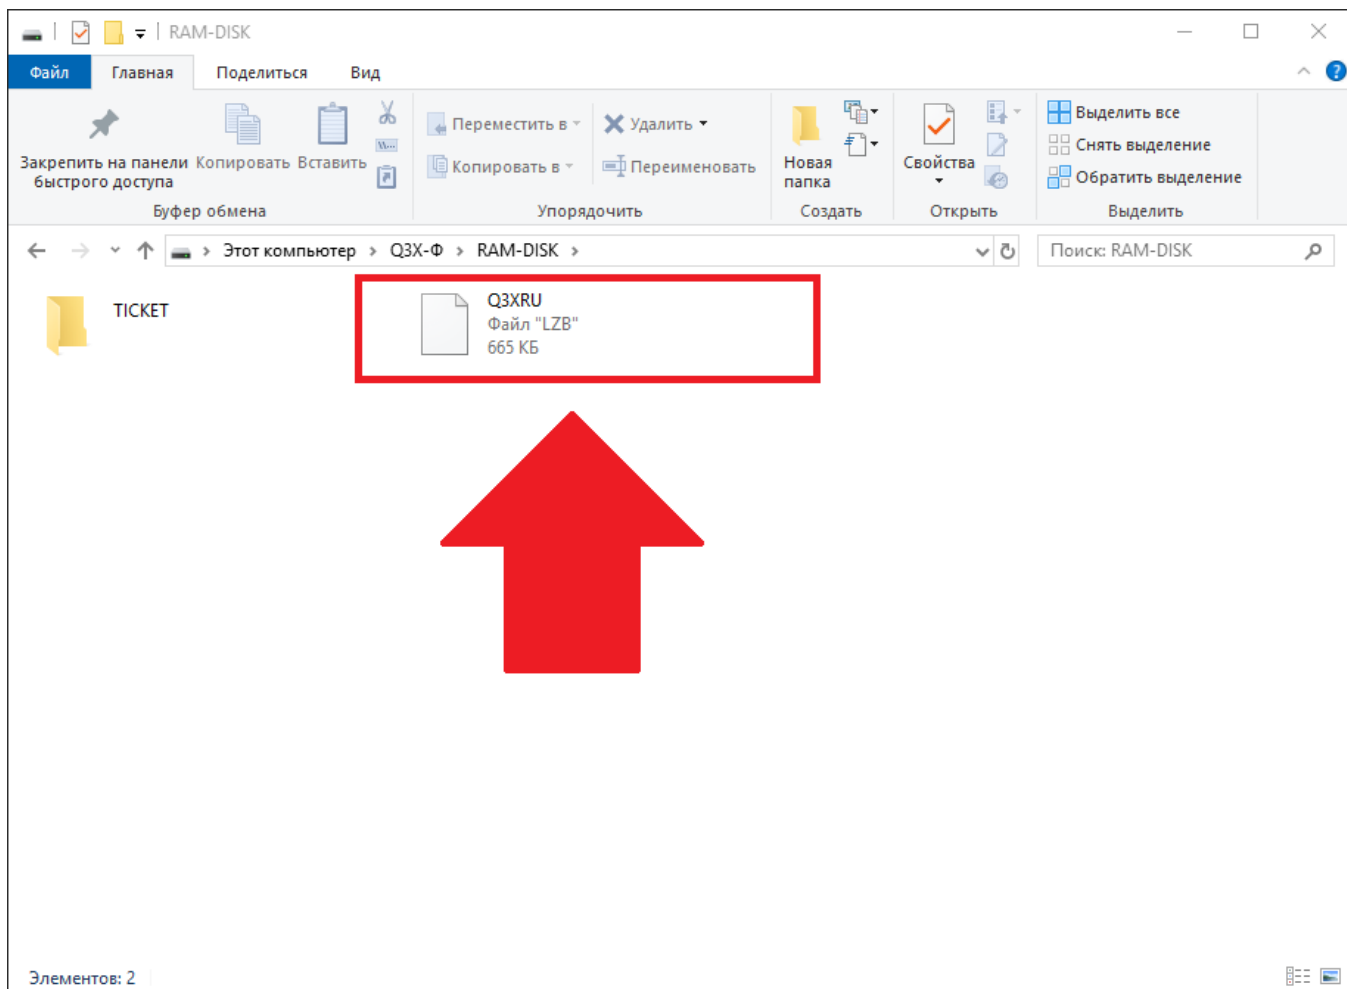 RAM-DISK
Файл Главная Поделиться Вид
Закрепить на панели быстрого доступа
Копировать
Вставить
Буфер обмена
Переместить в
Копировать в
Удалить
Переименовать
Упорядочить
Новая папка
Создать
Свойства
Открыть
Выделить все
Снять выделение
Обратить выделение
Выделить
Этот компьютер > Q3X-Ф > RAM-DISK >
Поиск: RAM-DISK
TICKET
Q3XRU
Файл "LZB"
665 КБ
Элементов: 2